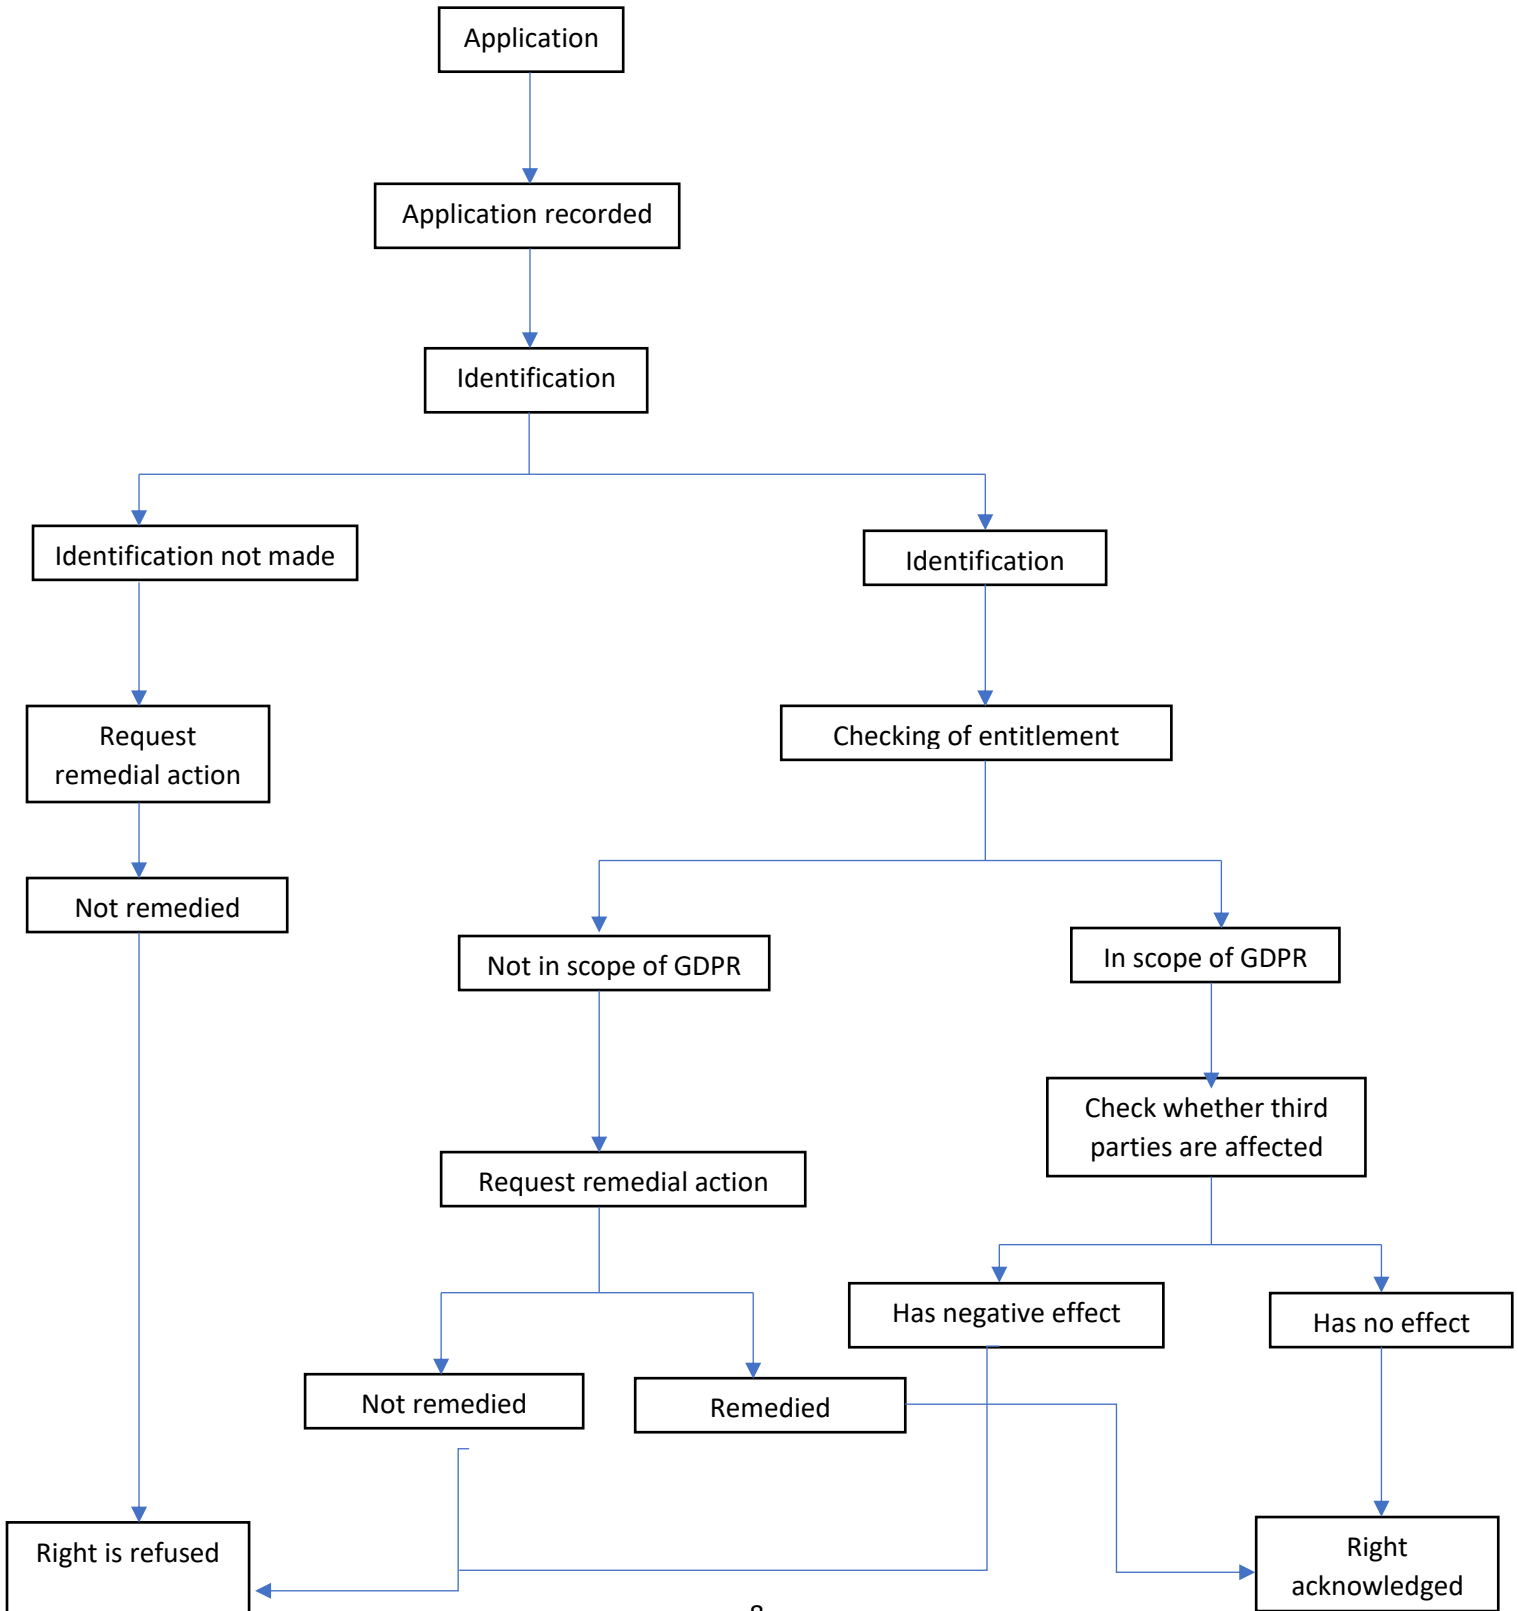 Application
Application recorded
Identification
Identification not made
Identification
Request
remedial action
Checking of entitlement
Not remedied
Not in scope of GDPR
In scope of GDPR
Check whether third
parties are affected
Request remedial action
Has negative effect
Has no effect
Not remedied
Remedied
Right is refused
Right
acknowledged
8